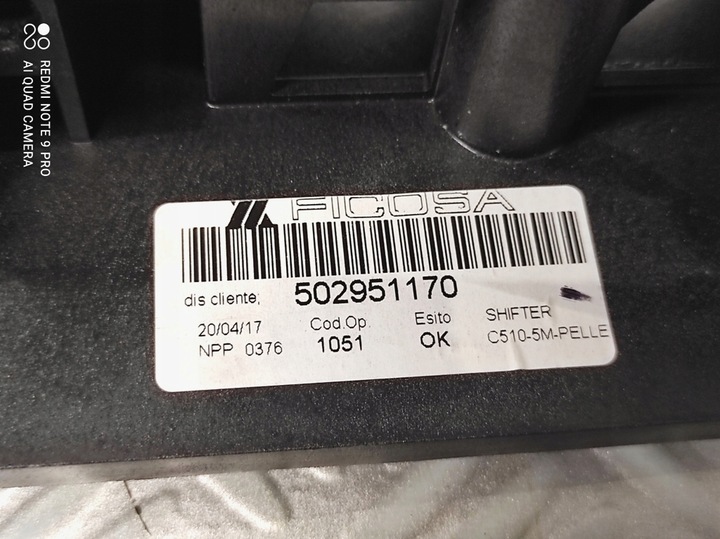 REDMI NOTE 9 PRO
AI QUAD CAMERA
FICOSA
dis cliente; 502951170
20/04/17 Cod.Op. Esito SHIFTER
NPP 0376 1051 OK C510-5M-PELLE